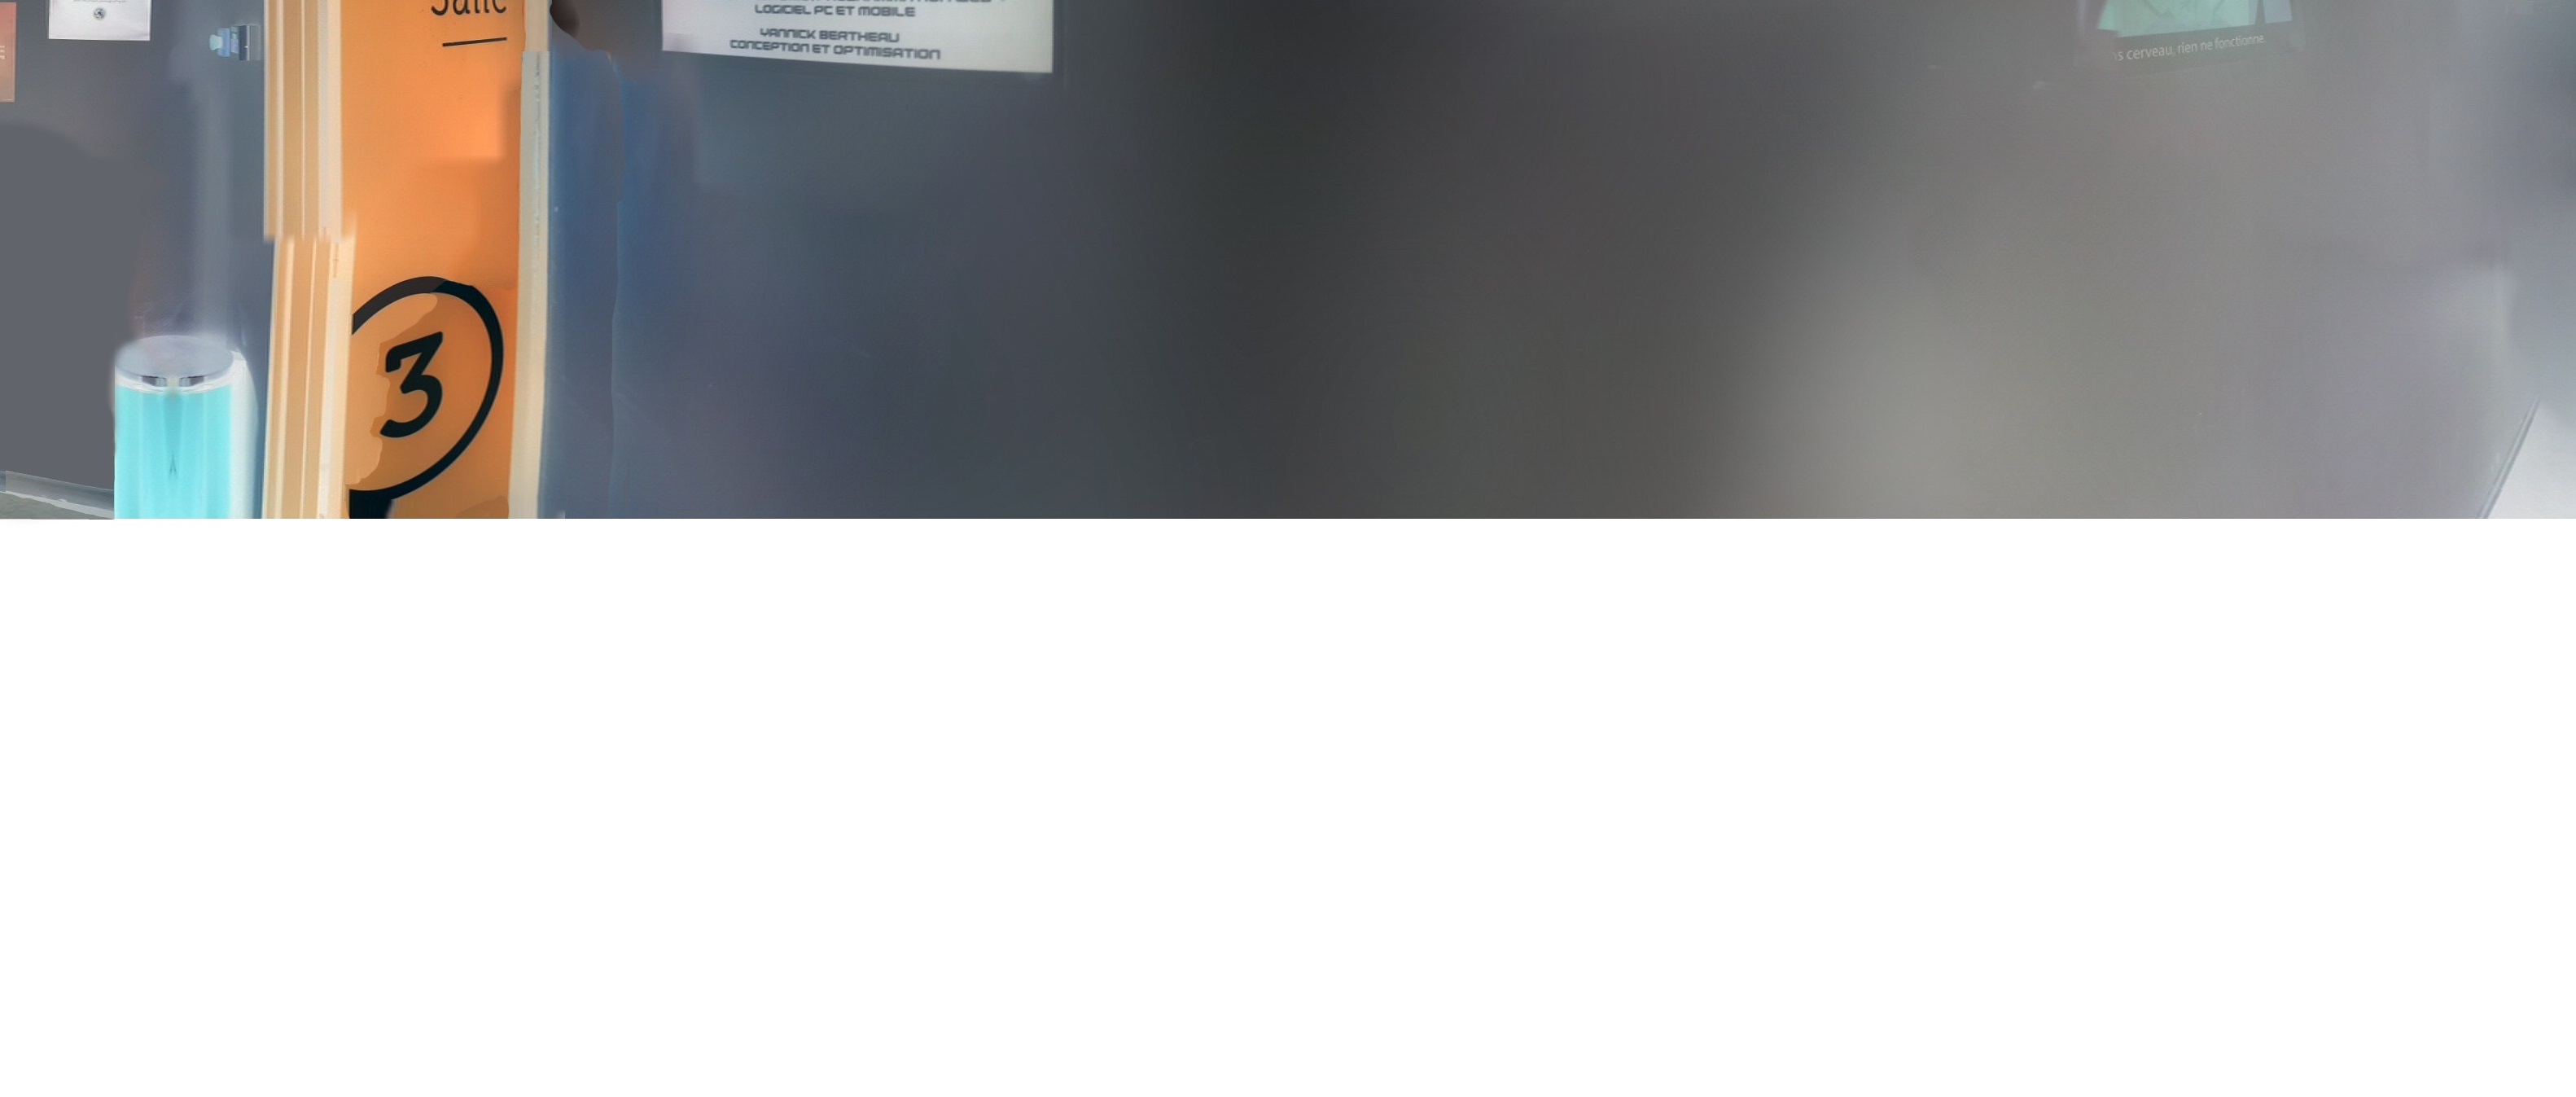 Salle
LOGICIEL PC ET MOBILE
YANNICK BERTHEAU
CONCEPTION ET OPTIMISATION
s cerveau, rien ne fonctionne.
3